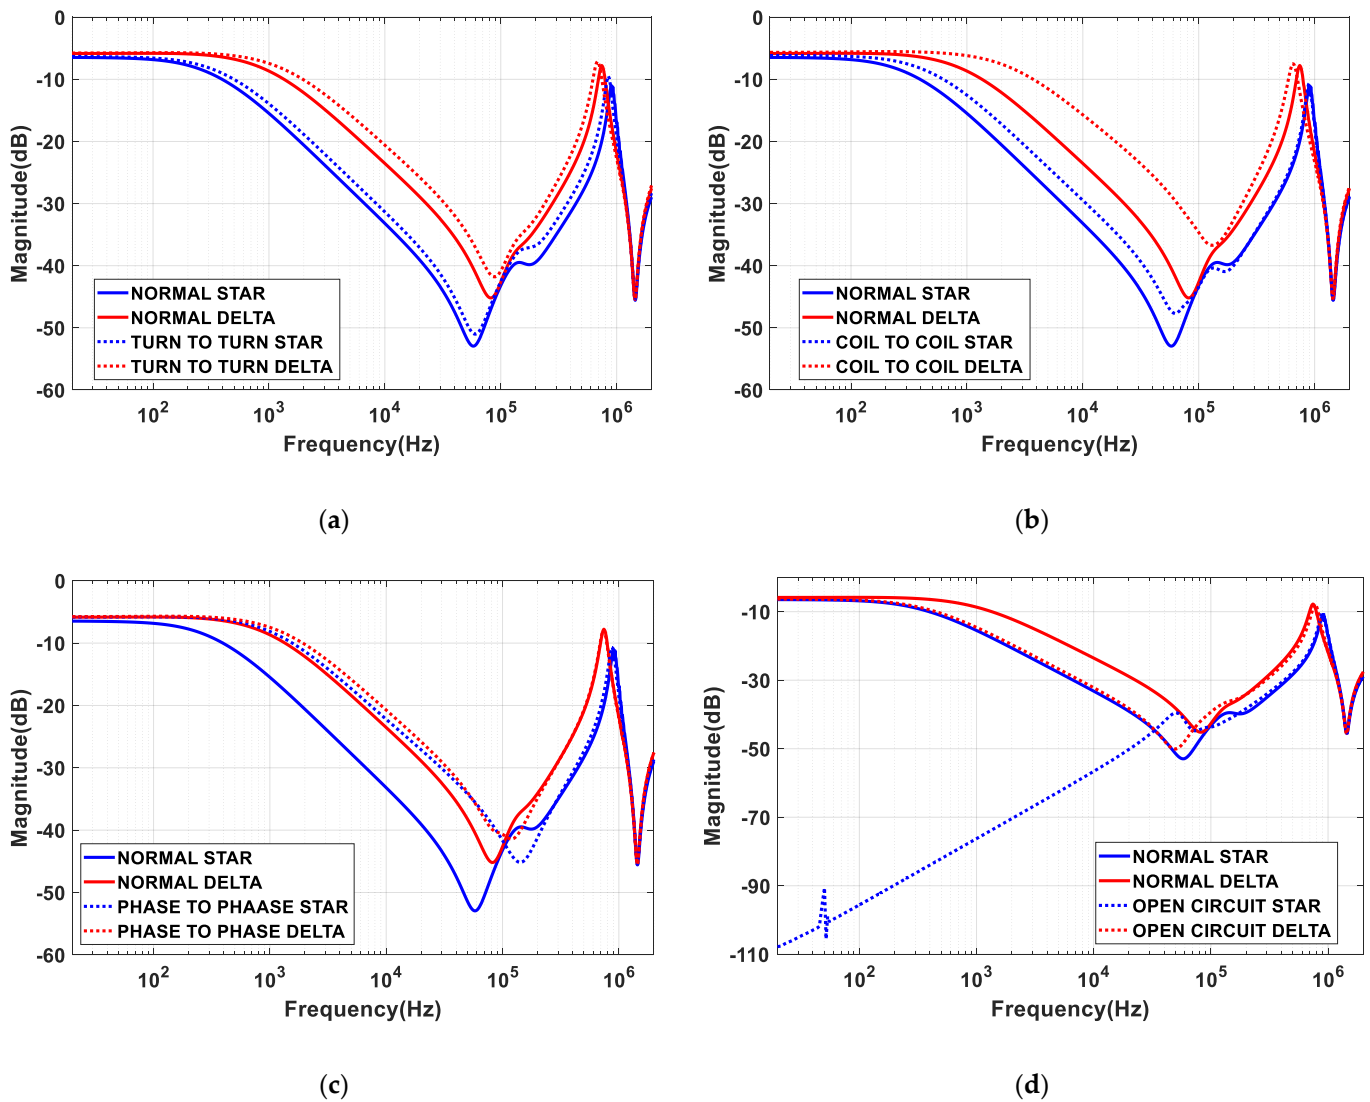 0
-10
-20
-30
-40
-50
-60
Magnitude(dB)
NORMAL STAR
NORMAL DELTA
TURN TO TURN STAR
TURN TO TURN DELTA
10^2
10^3
10^4
10^5
10^6
Frequency(Hz)
(a)
0
-10
-20
-30
-40
-50
-60
Magnitude(dB)
NORMAL STAR
NORMAL DELTA
COIL TO COIL STAR
COIL TO COIL DELTA
10^2
10^3
10^4
10^5
10^6
Frequency(Hz)
(b)
0
-10
-20
-30
-40
-50
-60
Magnitude(dB)
NORMAL STAR
NORMAL DELTA
PHASE TO PHAASE STAR
PHASE TO PHASE DELTA
10^2
10^3
10^4
10^5
10^6
Frequency(Hz)
(c)
-10
-30
-50
-70
-90
-110
Magnitude(dB)
NORMAL STAR
NORMAL DELTA
OPEN CIRCUIT STAR
OPEN CIRCUIT DELTA
10^2
10^3
10^4
10^5
10^6
Frequency(Hz)
(d)